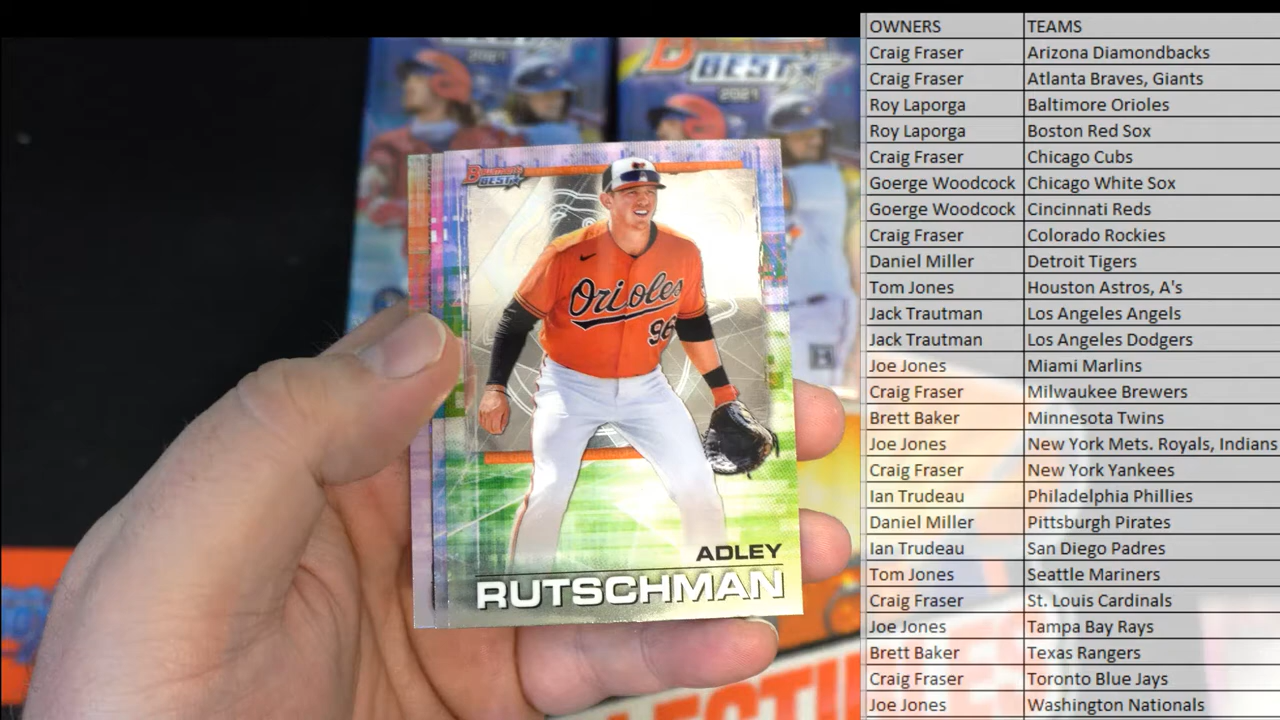 2021
BEST
2021
BOWMAN'S
BEST
Orioles
96
ADLEY
RUTSCHMAN
OWNERS TEAMS
Craig Fraser Arizona Diamondbacks
Craig Fraser Atlanta Braves, Giants
Roy Laporga Baltimore Orioles
Roy Laporga Boston Red Sox
Craig Fraser Chicago Cubs
Goerge Woodcock Chicago White Sox
Goerge Woodcock Cincinnati Reds
Craig Fraser Colorado Rockies
Daniel Miller Detroit Tigers
Tom Jones Houston Astros, A's
Jack Trautman Los Angeles Angels
Jack Trautman Los Angeles Dodgers
Joe Jones Miami Marlins
Craig Fraser Milwaukee Brewers
Brett Baker Minnesota Twins
Joe Jones New York Mets. Royals, Indians
Craig Fraser New York Yankees
Ian Trudeau Philadelphia Phillies
Daniel Miller Pittsburgh Pirates
Ian Trudeau San Diego Padres
Tom Jones Seattle Mariners
Craig Fraser St. Louis Cardinals
Joe Jones Tampa Bay Rays
Brett Baker Texas Rangers
Craig Fraser Toronto Blue Jays
Joe Jones Washington Nationals